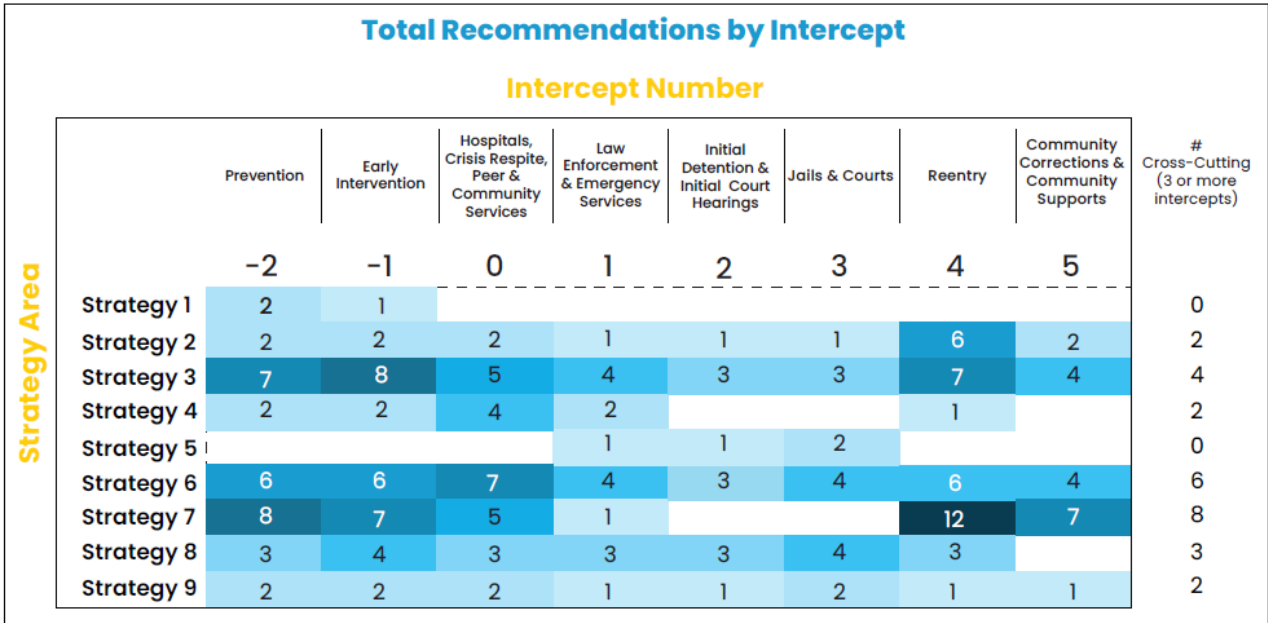 Total Recommendations by Intercept
Intercept Number
Prevention
Early
Intervention
Hospitals,
Crisis Respite,
Peer &
Community
Services
Law
Enforcement
& Emergency
Services
Initial
Detention &
Initial Court
Hearings
Jails & Courts
Reentry
Community
Corrections &
Community
Supports
#
Cross-Cutting
(3 or more
intercepts)
-2 -1 0 1 2 3 4 5
Strategy Area
Strategy 1 2 1 0
Strategy 2 2 2 2 1 1 1 6 2 2
Strategy 3 7 8 5 4 3 3 7 4 4
Strategy 4 2 2 4 2 1 2
Strategy 5 1 1 2 0
Strategy 6 6 6 7 4 3 4 6 4 6
Strategy 7 8 7 5 1 12 7 8
Strategy 8 3 4 3 3 3 4 3 3
Strategy 9 2 2 2 1 1 2 1 1 2